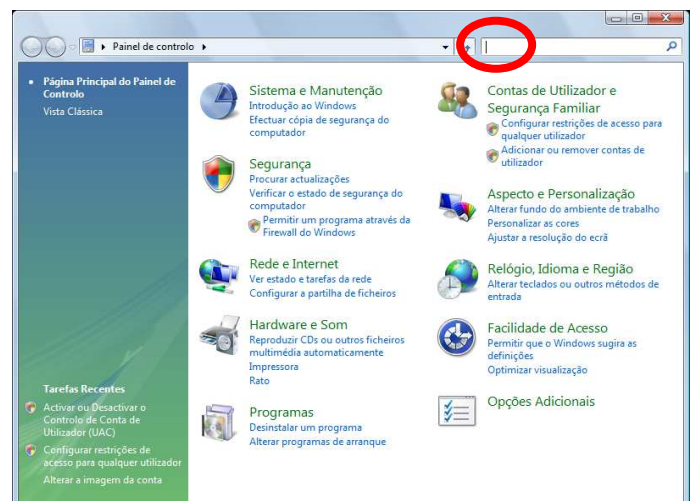 Painel de controlo
Página Principal do Painel de
Controlo
Vista Clássica
Tarefas Recentes
Activar ou Desactivar o
Controlo de Conta de
Utilizador (UAC)
Configurar restrições de
acesso para qualquer utilizador
Alterar a imagem da conta
Sistema e Manutenção
Introdução ao Windows
Efectuar cópia de segurança do
computador
Segurança
Procurar actualizações
Verificar o estado de segurança do
computador
Permitir um programa através da
Firewall do Windows
Rede e Internet
Ver estado e tarefas da rede
Configurar a partilha de ficheiros
Hardware e Som
Reproduzir CDs ou outros ficheiros
multimédia automaticamente
Impressora
Rato
Programas
Desinstalar um programa
Alterar programas de arranque
Contas de Utilizador e
Segurança Familiar
Configurar restrições de acesso para
qualquer utilizador
Adicionar ou remover contas de
utilizador
Aspecto e Personalização
Alterar fundo do ambiente de trabalho
Personalizar as cores
Ajustar a resolução do ecrã
Relógio, Idioma e Região
Alterar teclados ou outros métodos de
entrada
Facilidade de Acesso
Permitir que o Windows sugira as
definições
Optimizar visualização
Opções Adicionais